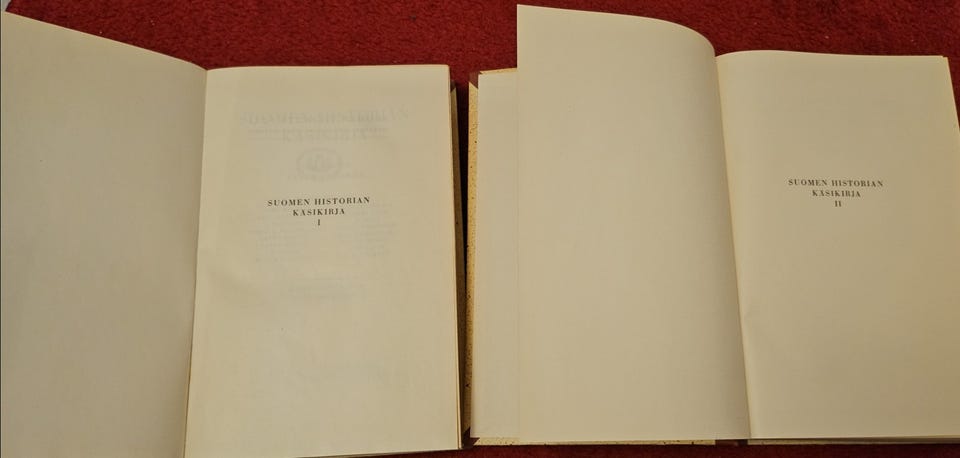 SUOMEN HISTORIAN
KÄSIKIRJA
I
SUOMEN HISTORIAN
KÄSIKIRJA
II